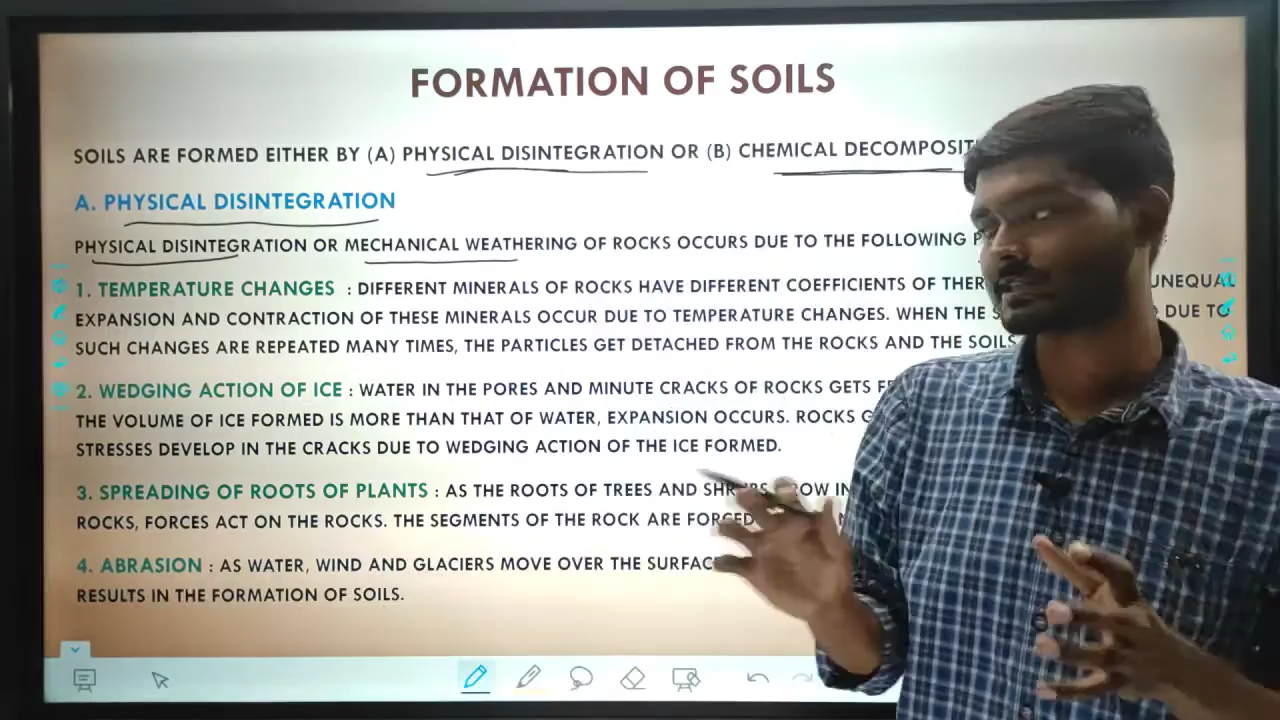 FORMATION OF SOILS
SOILS ARE FORMED EITHER BY (A) PHYSICAL DISINTEGRATION OR (B) CHEMICAL
A. PHYSICAL DISINTEGRATION
PHYSICAL DISINTEGRATION OR MECHANICAL WEATHERING OF ROCKS OCCURS DUE TO THE FOLLOWING
1. TEMPERATURE CHANGES : DIFFERENT MINERALS OF ROCKS HAVE DIFFERENT COEFFICIENTS OF UNEQUAL
EXPANSION AND CONTRACTION OF THESE MINERALS OCCUR DUE TO TEMPERATURE CHANGES. WHEN THE DUE TO
SUCH CHANGES ARE REPEATED MANY TIMES, THE PARTICLES GET DETACHED FROM THE ROCKS AND THE SOILS
2. WEDGING ACTION OF ICE : WATER IN THE PORES AND MINUTE CRACKS OF ROCKS GETS
THE VOLUME OF ICE FORMED IS MORE THAN THAT OF WATER, EXPANSION OCCURS. ROCKS
STRESSES DEVELOP IN THE CRACKS DUE TO WEDGING ACTION OF THE ICE FORMED.
3. SPREADING OF ROOTS OF PLANTS : AS THE ROOTS OF TREES AND SHRUBS GROW IN
ROCKS, FORCES ACT ON THE ROCKS. THE SEGMENTS OF THE ROCK ARE FORCED
4. ABRASION : AS WATER, WIND AND GLACIERS MOVE OVER THE
RESULTS IN THE FORMATION OF SOILS.